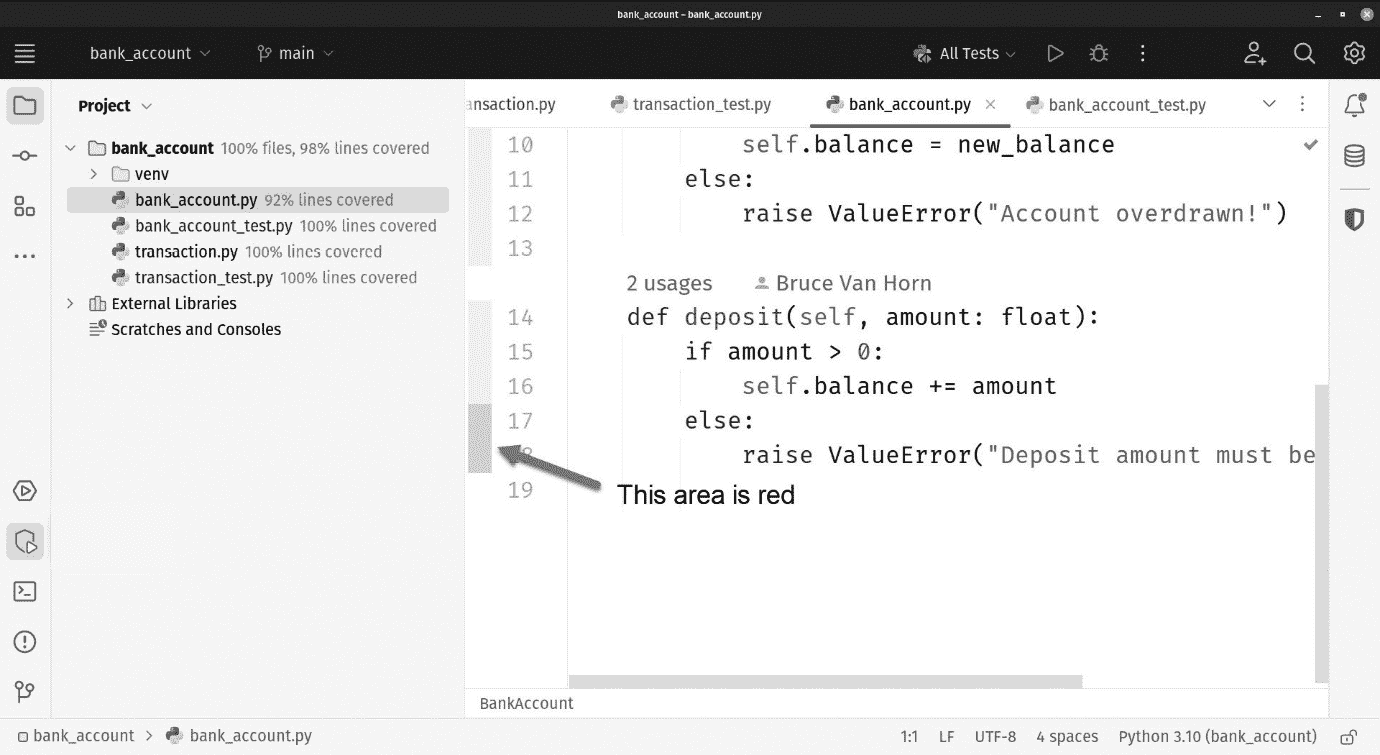 bank_account – bank_account.py
bank_account main All Tests
Project
bank_account 100% files, 98% lines covered
venv
bank_account.py 92% lines covered
bank_account_test.py 100% lines covered
transaction.py 100% lines covered
transaction_test.py 100% lines covered
External Libraries
Scratches and Consoles
ansaction.py transaction_test.py bank_account.py bank_account_test.py
10 self.balance = new_balance
11 else:
12 raise ValueError("Account overdrawn!")
13
2 usages Bruce Van Horn
14 def deposit(self, amount: float):
15 if amount > 0:
16 self.balance += amount
17 else:
raise ValueError("Deposit amount must be
19
This area is red
BankAccount
bank_account > bank_account.py 1:1 LF UTF-8 4 spaces Python 3.10 (bank_account)